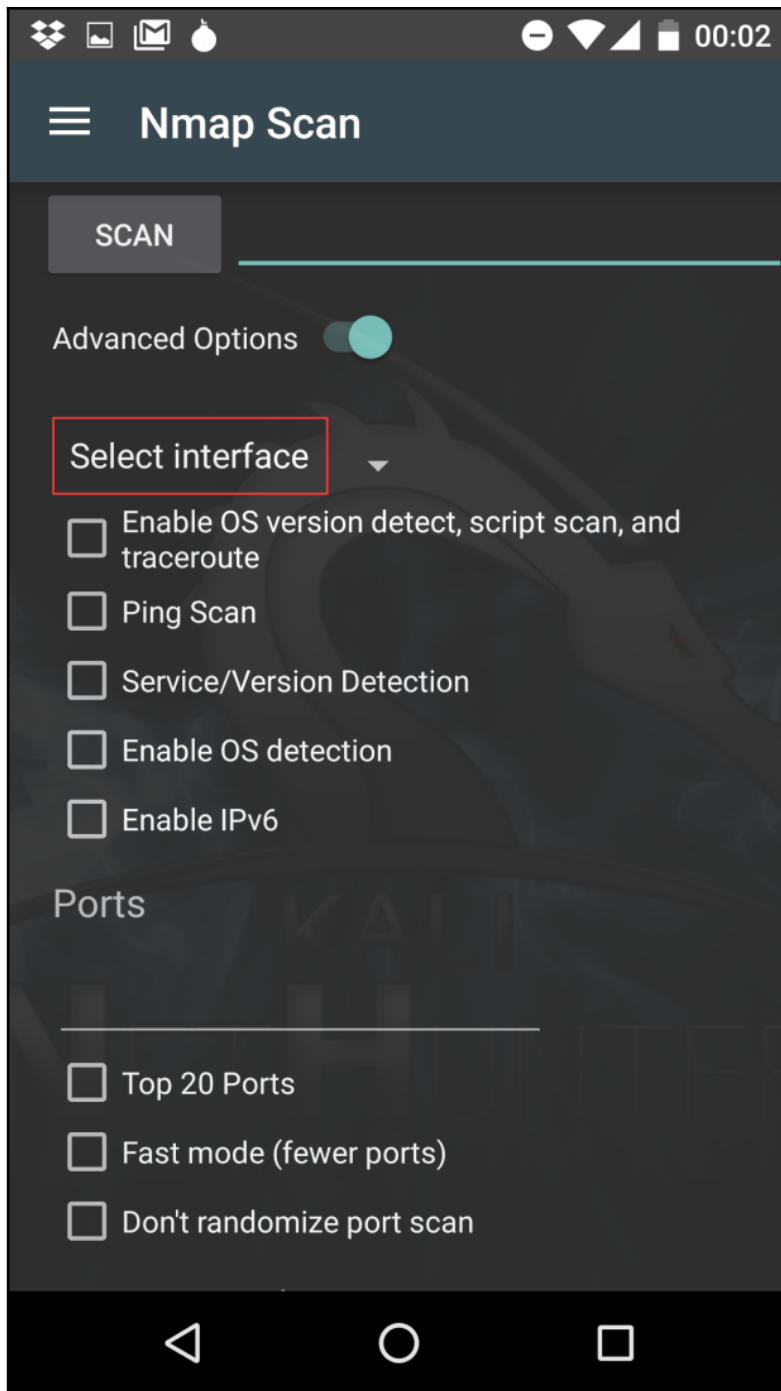 00:02
Nmap Scan
SCAN
Advanced Options
Select interface
Enable OS version detect, script scan, and
traceroute
Ping Scan
Service/Version Detection
Enable OS detection
Enable IPv6
Ports
KALI
NETHUNTER
Top 20 Ports
Fast mode (fewer ports)
Don't randomize port scan